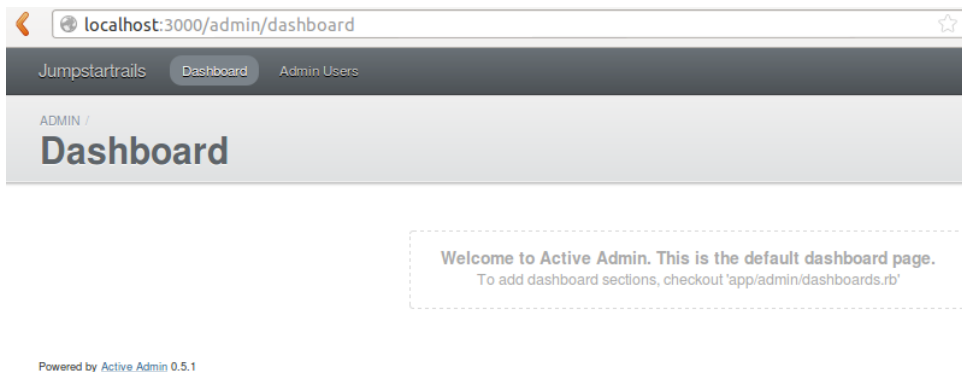 localhost:3000/admin/dashboard
Jumpstartrails Dashboard Admin Users
ADMIN /
Dashboard
Welcome to Active Admin. This is the default dashboard page.
To add dashboard sections, checkout 'app/admin/dashboards.rb'
Powered by Active Admin 0.5.1